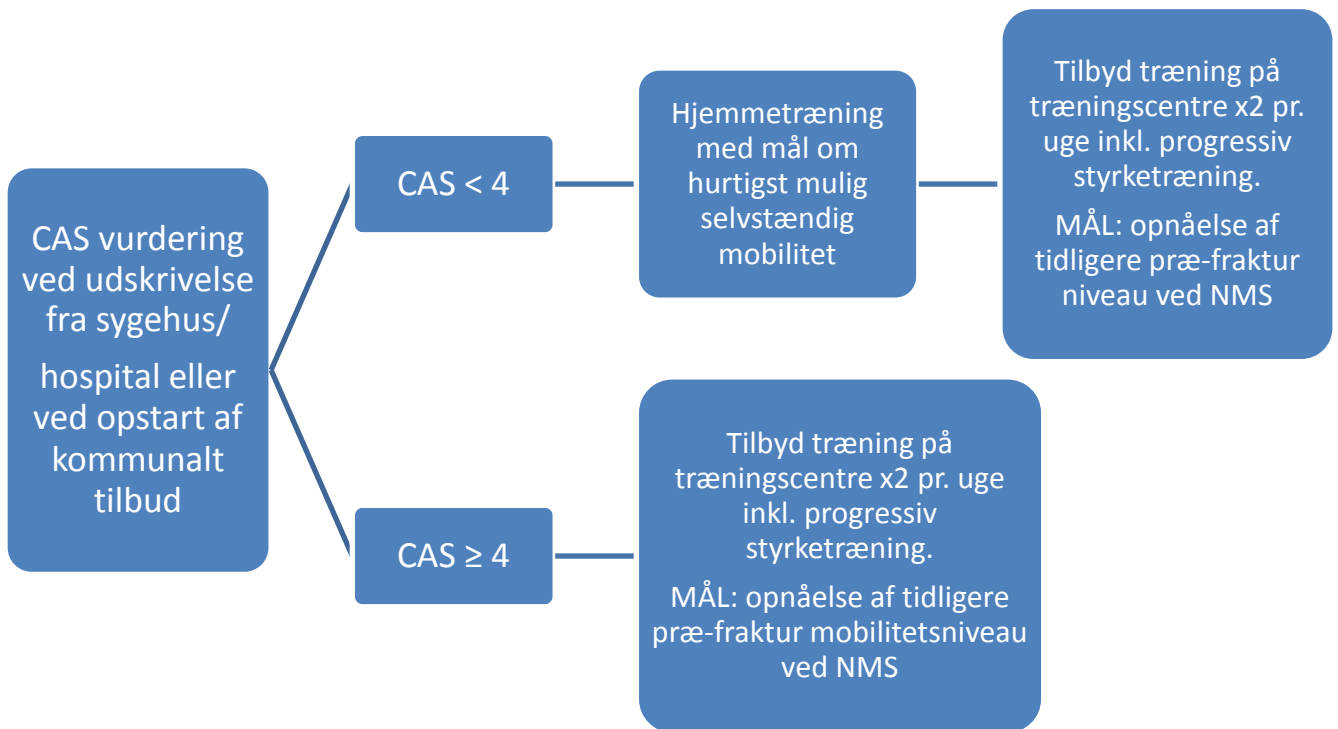 CAS vurdering
ved udskrivelse
fra sygehus/
hospital eller
ved opstart af
kommunalt
tilbud
CAS < 4
Hjemmetræning
med mål om
hurtigst mulig
selvstændig
mobilitet
Tilbyd træning på
træningscentre x2 pr.
uge inkl. progressiv
styrketræning.
MÅL: opnåelse af
tidligere præ-fraktur
niveau ved NMS
CAS ≥ 4
Tilbyd træning på
træningscentre x2 pr. uge
inkl. progressiv
styrketræning.
MÅL: opnåelse af tidligere
præ-fraktur mobilitetsniveau
ved NMS